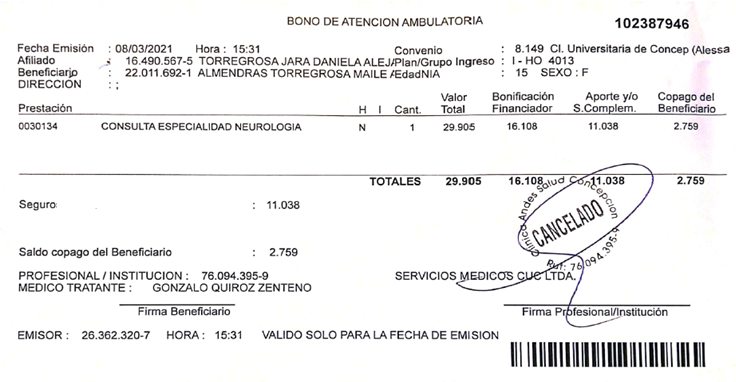 BONO DE ATENCION AMBULATORIA
102387946
Fecha Emisión : 08/03/2021 Hora : 15:31 Convenio : 8.149 Cl. Universitaria de Concep (Alessa
Afiliado : 16.490.567-5 TORREGROSA JARA DANIELA ALEJ/Plan/Grupo Ingreso : I - HO 4013
Beneficiario : 22.011.692-1 ALMENDRAS TORREGROSA MAILE /EdadNIA : 15 SEXO : F
DIRECCION : ;
Prestación H I Cant. Valor Total Bonificación Financiador Aporte y/o S.Complem. Copago del Beneficiario
0030134 CONSULTA ESPECIALIDAD NEUROLOGIA N 1 29.905 16.108 11.038 2.759
TOTALES 29.905 16.108 11.038 2.759
Seguro : 11.038
Clinica Andes Salud Concepcion
CANCELADO
Rut: 76.094.395-9
Saldo copago del Beneficiario : 2.759
PROFESIONAL / INSTITUCION : 76.094.395-9 SERVICIOS MEDICOS CUC LTDA.
MEDICO TRATANTE : GONZALO QUIROZ ZENTENO
Firma Beneficiario Firma Profesional/Institución
EMISOR : 26.362.320-7 HORA : 15:31 VALIDO SOLO PARA LA FECHA DE EMISION